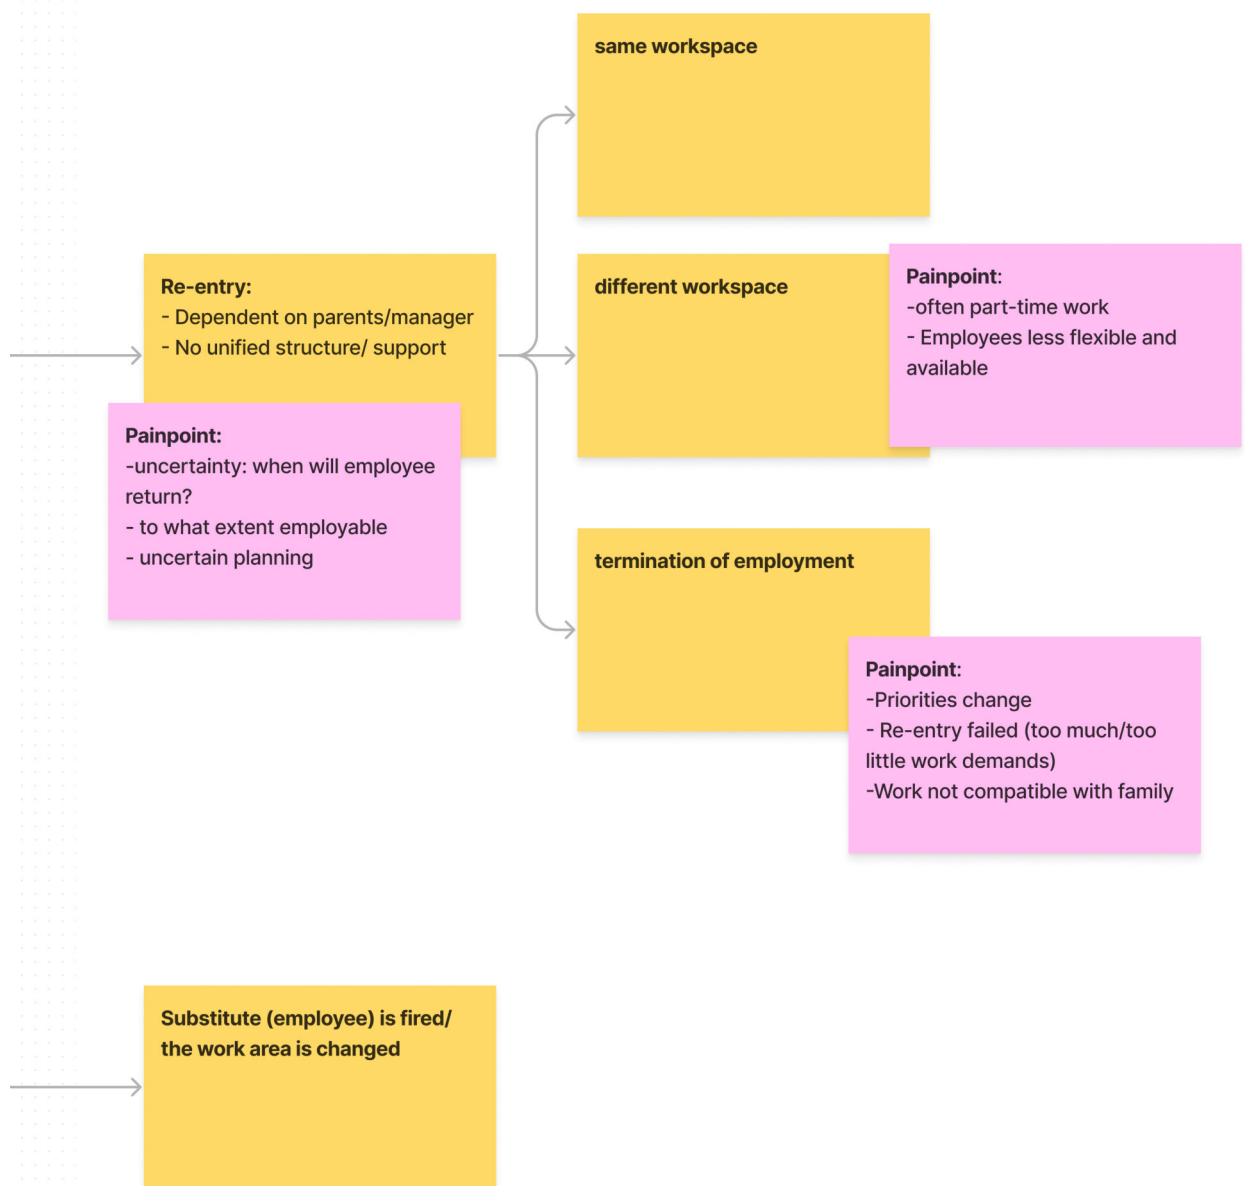 same workspace
Re-entry:
- Dependent on parents/manager
- No unified structure/ support
Painpoint:
-uncertainty: when will employee
return?
- to what extent employable
- uncertain planning
different workspace
Painpoint:
-often part-time work
- Employees less flexible and
available
termination of employment
Painpoint:
-Priorities change
- Re-entry failed (too much/too
little work demands)
-Work not compatible with family
Substitute (employee) is fired/
the work area is changed